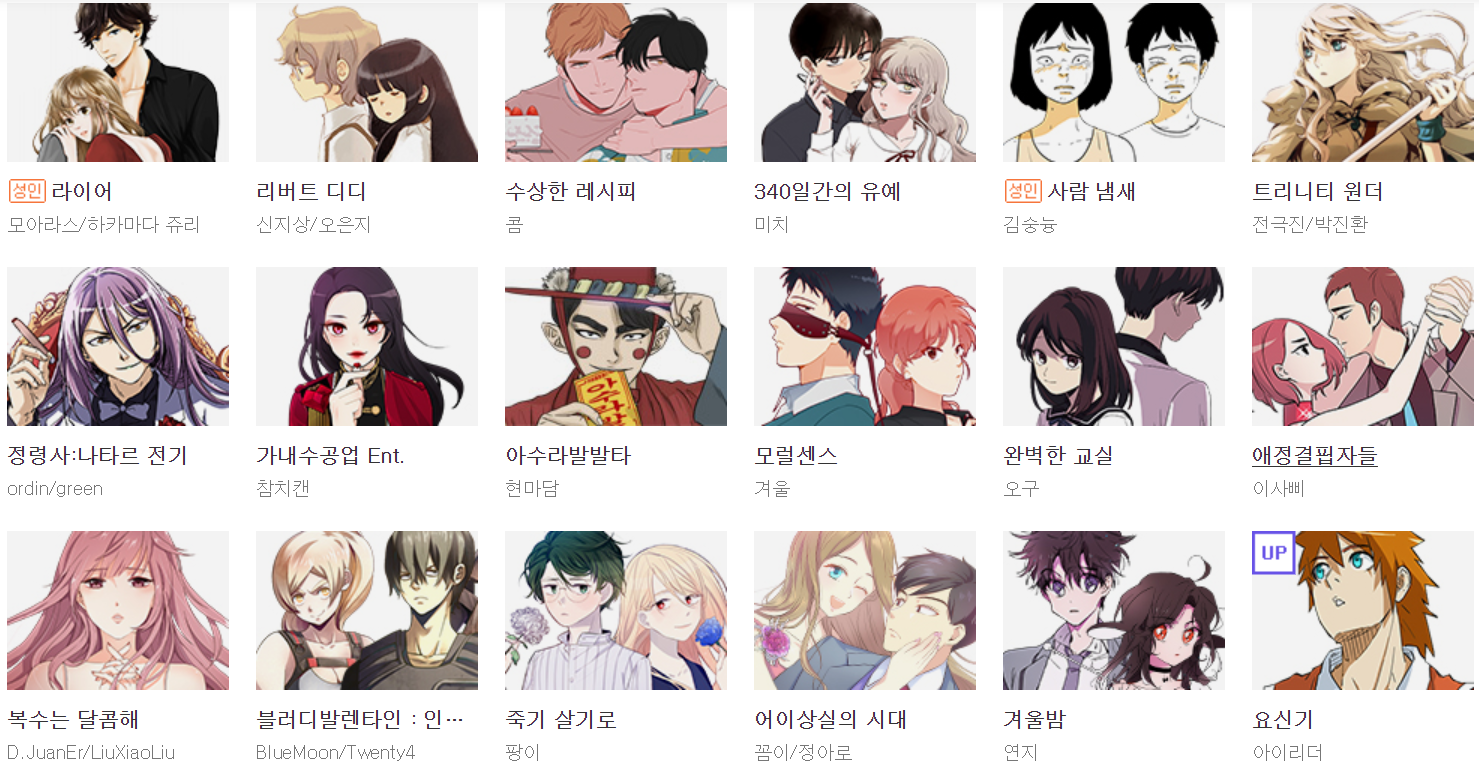 성인 라이어
모아라스/하카마다 쥬리
리버트 디디
신지상/오은지
수상한 레시피
콤
340일간의 유예
미치
성인 사람 냄새
김숭늉
트리니티 원더
전극진/박진환
아수라발
정령사:나타르 전기
ordin/green
가내수공업 Ent.
참치캔
아수라발발타
현마담
모럴센스
겨울
완벽한 교실
오구
애정결핍자들
이사삐
UP
복수는 달콤해
D.JuanEr/LiuXiaoLiu
블러디발렌타인 : 인…
BlueMoon/Twenty4
죽기 살기로
팡이
어이상실의 시대
꼼이/정아로
겨울밤
연지
요신기
아이리더